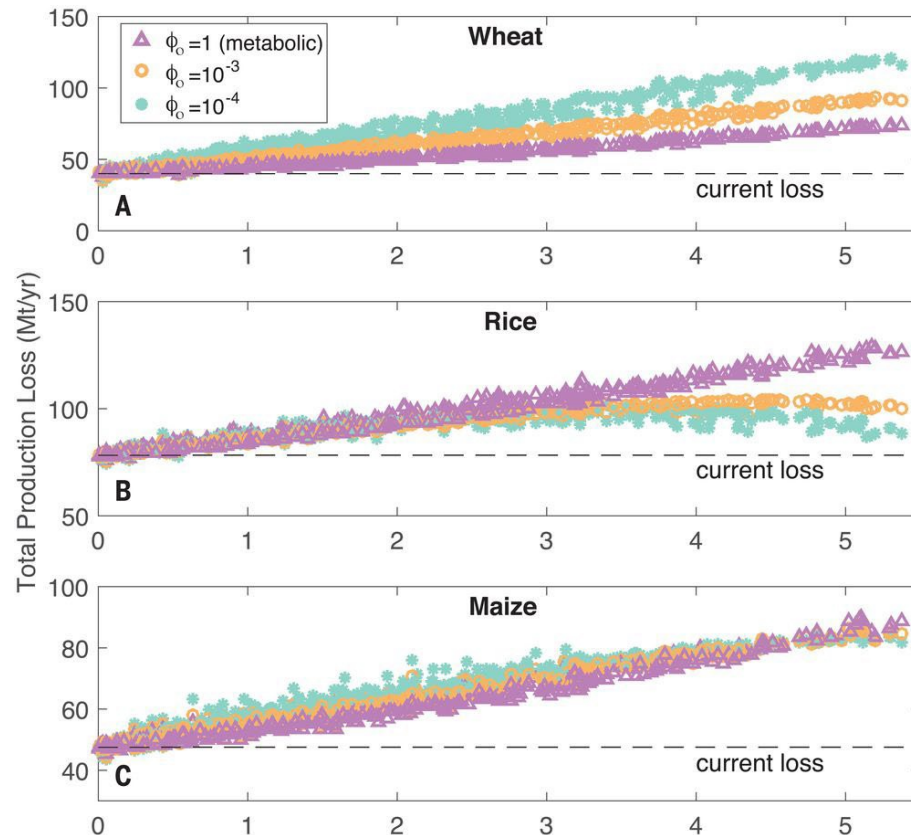 Total Production Loss (Mt/yr)
150
100
50
0
ϕₒ=1 (metabolic)
ϕₒ=10⁻³
ϕₒ=10⁻⁴
Wheat
current loss
A
0 1 2 3 4 5
150
100
50
Rice
current loss
B
0 1 2 3 4 5
100
80
60
40
Maize
current loss
C
0 1 2 3 4 5